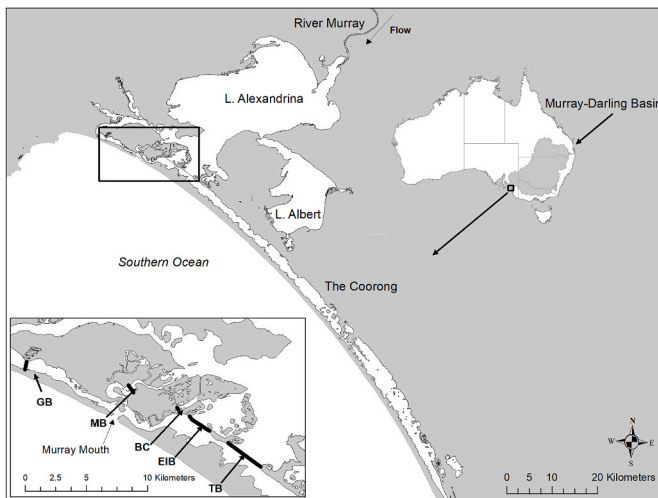 River Murray
Flow
L. Alexandrina
Murray-Darling Basin
L. Albert
Southern Ocean
The Coorong
GB
MB
Murray Mouth
BC
EIB
TB
0 2.5 5 10 Kilometers
N
W E
S
0 5 10 20 Kilometers